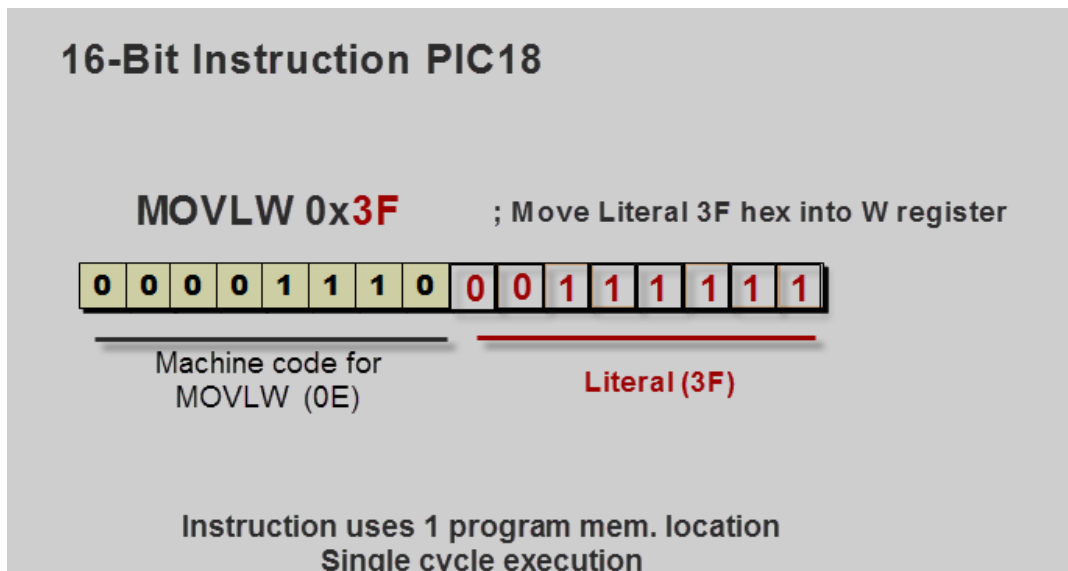 16-Bit Instruction PIC18
MOVLW 0x3F ; Move Literal 3F hex into W register
0 0 0 0 1 1 1 0 0 0 1 1 1 1 1 1
Machine code for
MOVLW (0E)
Literal (3F)
Instruction uses 1 program mem. location
Single cycle execution